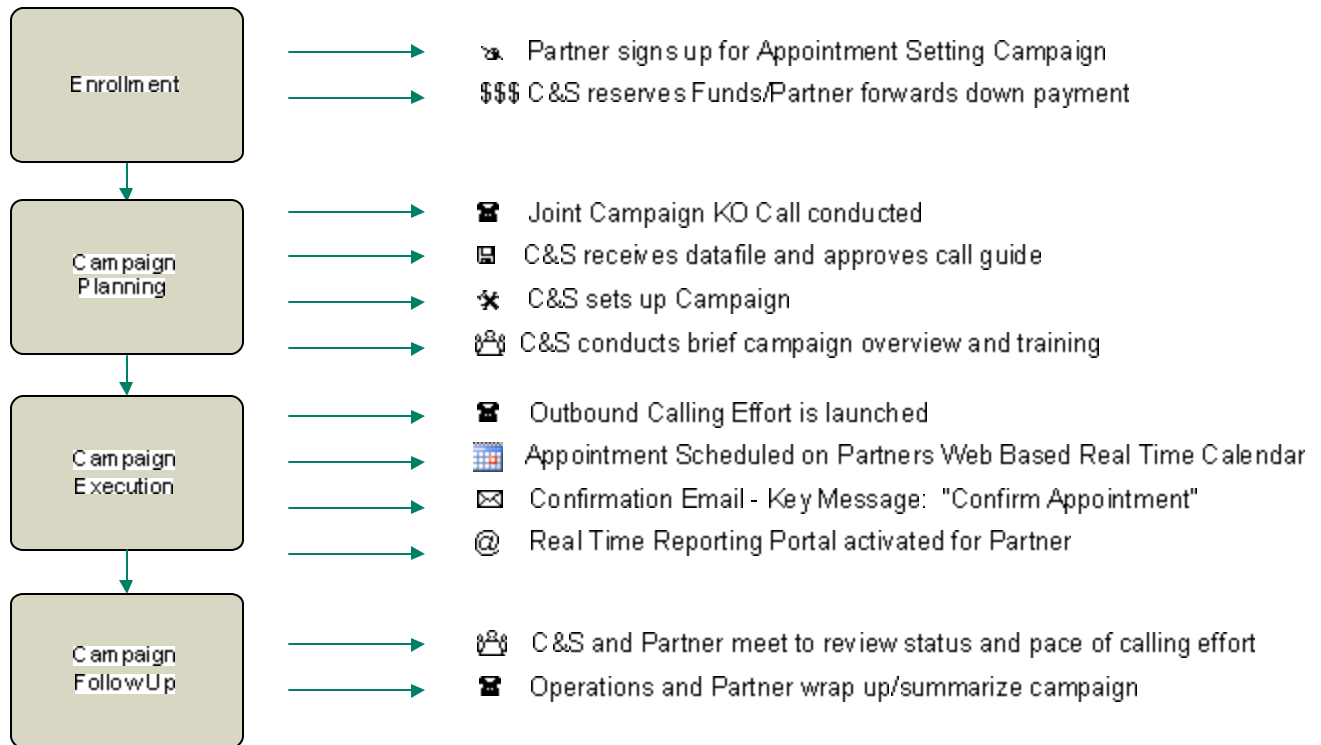 Enrollment
Partner signs up for Appointment Setting Campaign
$$$ C&S reserves Funds/Partner forwards down payment
Campaign
Planning
Joint Campaign KO Call conducted
C&S receives datafile and approves call guide
C&S sets up Campaign
C&S conducts brief campaign overview and training
Campaign
Execution
Outbound Calling Effort is launched
Appointment Scheduled on Partners Web Based Real Time Calendar
Confirmation Email - Key Message: "Confirm Appointment"
@ Real Time Reporting Portal activated for Partner
Campaign
FollowUp
C&S and Partner meet to review status and pace of calling effort
Operations and Partner wrap up/summarize campaign